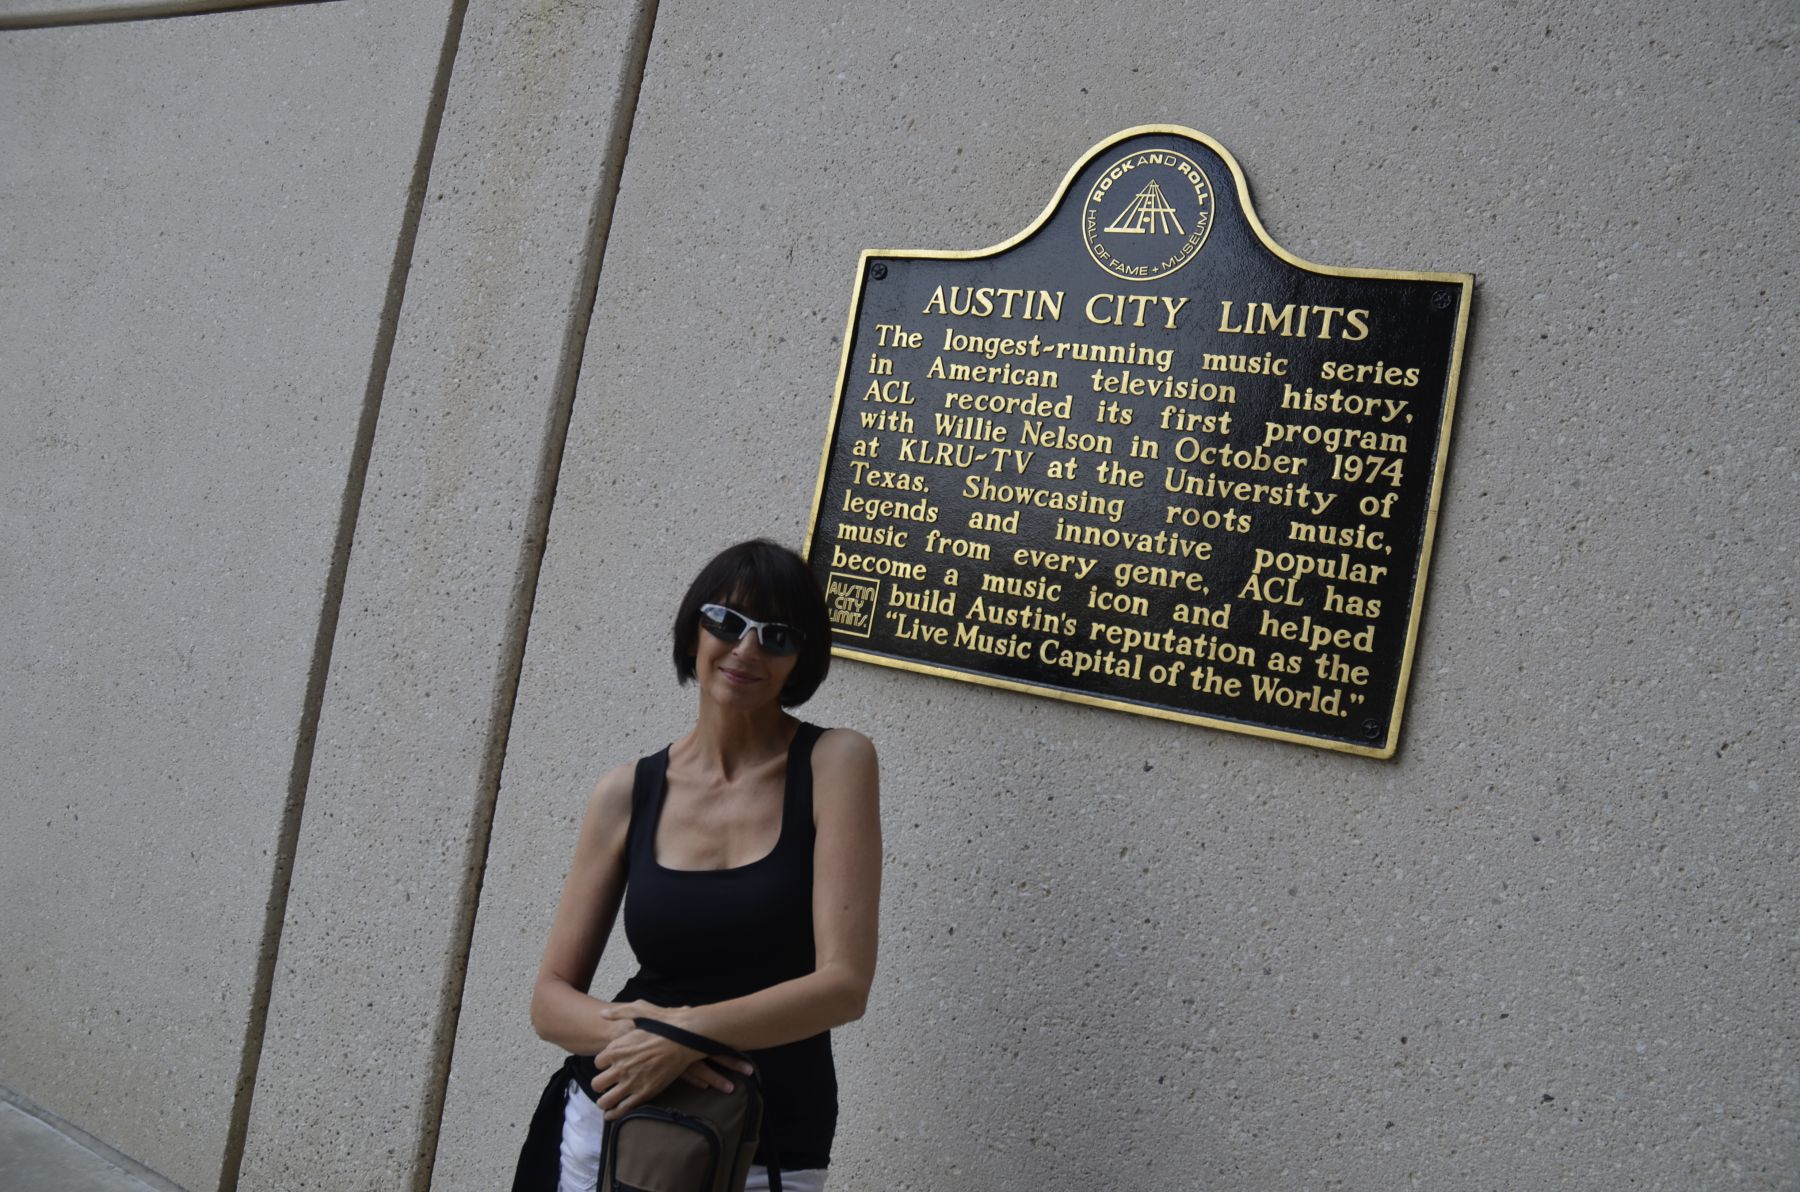 ROCK AND ROLL
HALL OF FAME + MUSEUM
AUSTIN CITY LIMITS
The longest-running music series
in American television history,
ACL recorded its first program
with Willie Nelson in October 1974
at KLRU-TV at the University of
Texas. Showcasing roots music,
legends and innovative popular
music from every genre, ACL has
become a music icon and helped
build Austin's reputation as the
"Live Music Capital of the World."
AUSTIN
CITY
LIMITS.